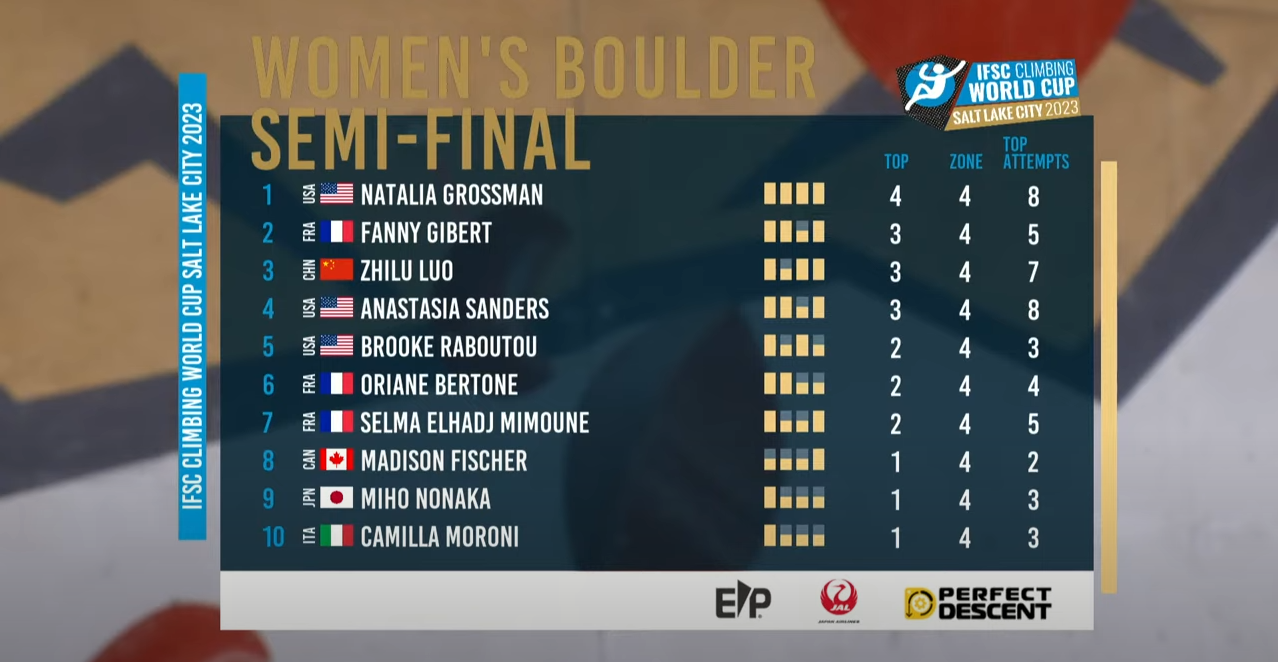 WOMEN'S BOULDER
SEMI-FINAL
IFSC CLIMBING
WORLD CUP
SALT LAKE CITY 2023
IFSC CLIMBING WORLD CUP SALT LAKE CITY 2023
TOP ZONE TOP ATTEMPTS
1 USA NATALIA GROSSMAN 4 4 8
2 FRA FANNY GIBERT 3 4 5
3 CHN ZHILU LUO 3 4 7
4 USA ANASTASIA SANDERS 3 4 8
5 USA BROOKE RABOUTOU 2 4 3
6 FRA ORIANE BERTONE 2 4 4
7 FRA SELMA ELHADJ MIMOUNE 2 4 5
8 CAN MADISON FISCHER 1 4 2
9 JPN MIHO NONAKA 1 4 3
10 ITA CAMILLA MORONI 1 4 3
EP
JAL
JAPAN AIRLINES
PERFECT
DESCENT